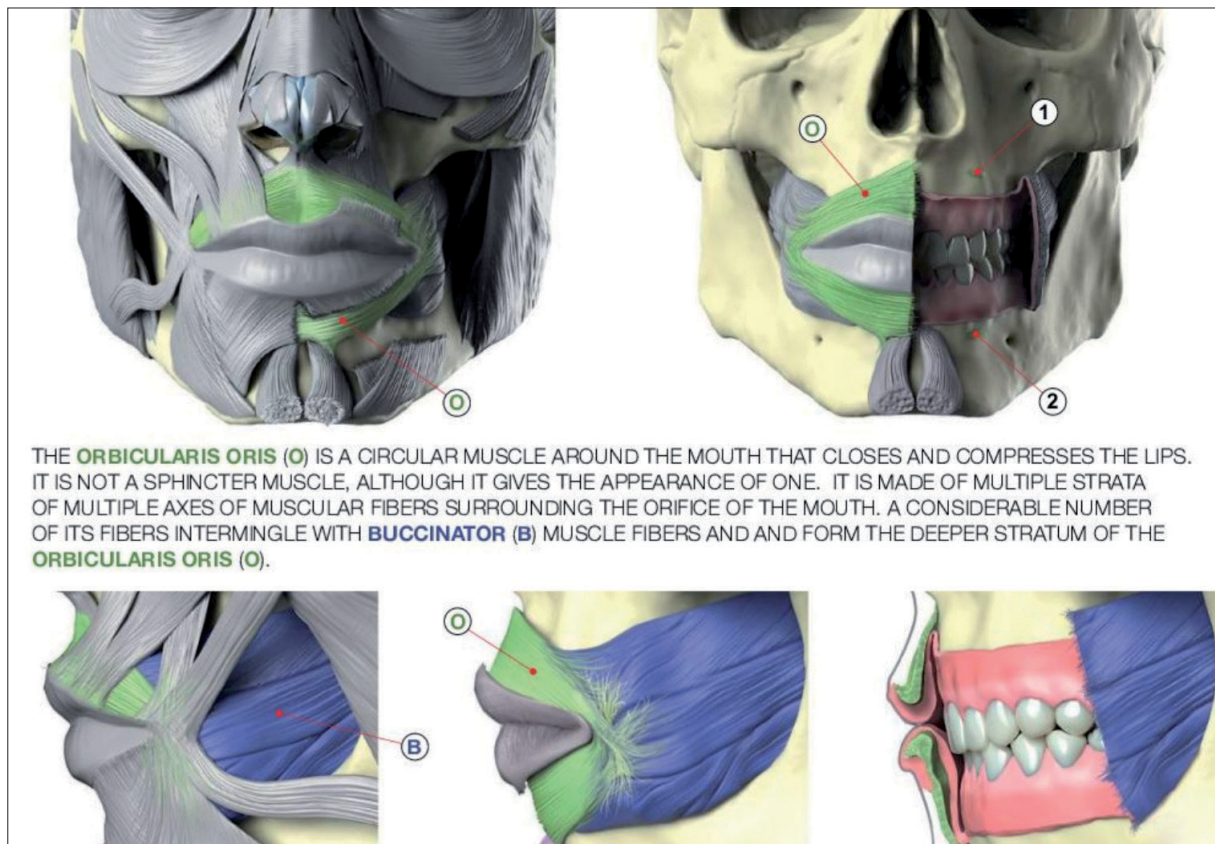 1
O
O
2
THE ORBICULARIS ORIS (O) IS A CIRCULAR MUSCLE AROUND THE MOUTH THAT CLOSES AND COMPRESSES THE LIPS.
IT IS NOT A SPHINCTER MUSCLE, ALTHOUGH IT GIVES THE APPEARANCE OF ONE. IT IS MADE OF MULTIPLE STRATA
OF MULTIPLE AXES OF MUSCULAR FIBERS SURROUNDING THE ORIFICE OF THE MOUTH. A CONSIDERABLE NUMBER
OF ITS FIBERS INTERMINGLE WITH BUCCINATOR (B) MUSCLE FIBERS AND AND FORM THE DEEPER STRATUM OF THE
ORBICULARIS ORIS (O).
O
B